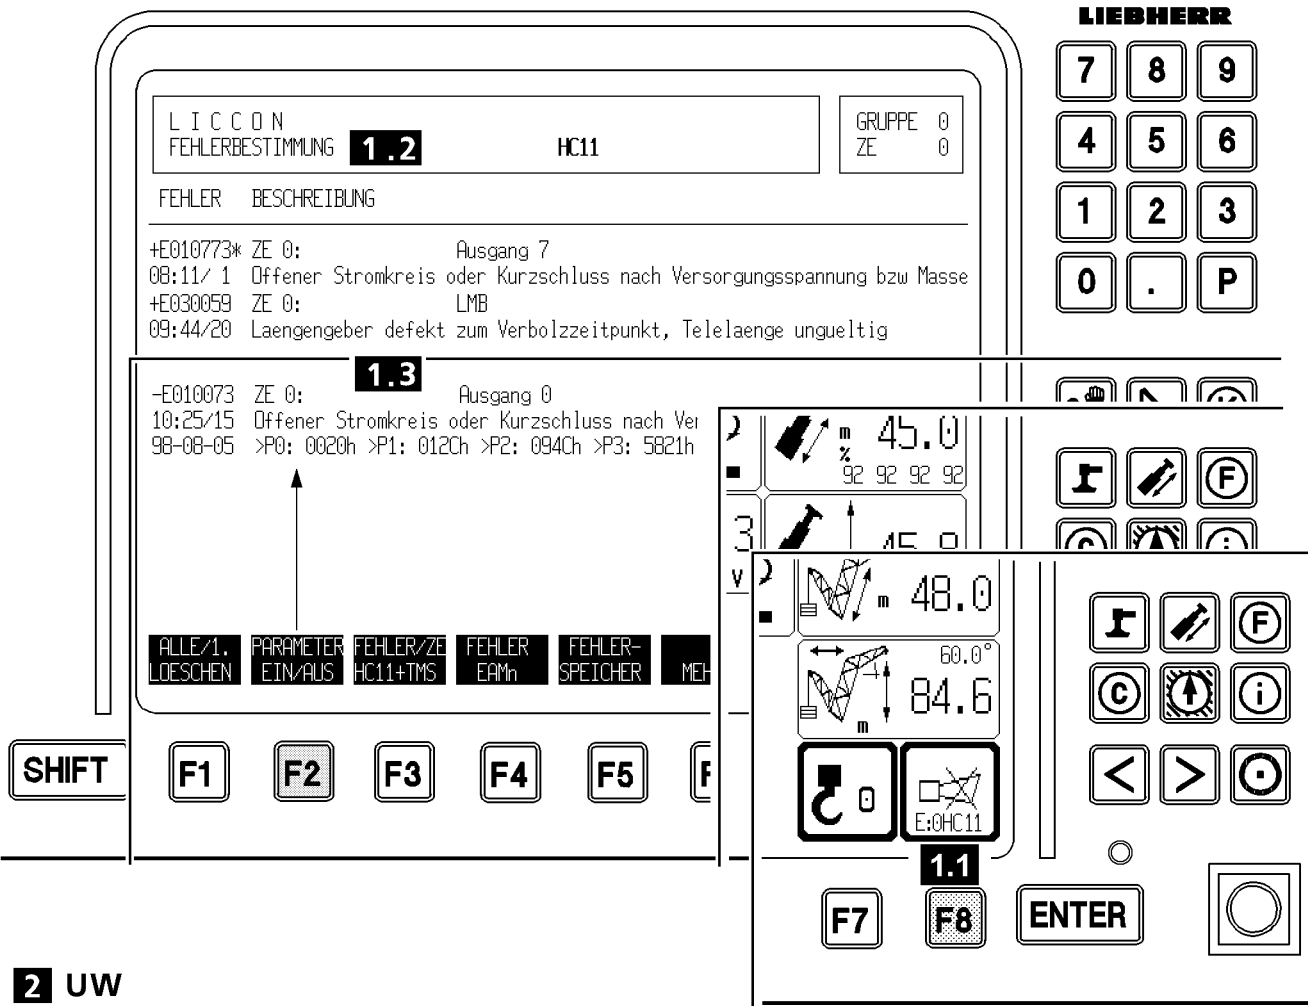 LIEBHERR
7 8 9
4 5 6
1 2 3
0 . P
L I C C O N
FEHLERBESTIMMUNG 1.2 HC11
GRUPPE 0
ZE 0
FEHLER BESCHREIBUNG
+E010773* ZE 0: Ausgang 7
08:11/ 1 Offener Stromkreis oder Kurzschluss nach Versorgungsspannung bzw Masse
+E030059 ZE 0: LMB
09:44/20 Laengengeber defekt zum Verbolzzeitpunkt, Telelaenge ungueltig
1.3
-E010073 ZE 0: Ausgang 0
10:25/15 Offener Stromkreis oder Kurzschluss nach Ver
98-08-05 >P0: 0020h >P1: 012Ch >P2: 094Ch >P3: 5821h
m 45.0
%
92 92 92 92
3
V
m 48.0
60.0°
84.6
m
0
E:0HC11
1.1
F
F
C
i
< >
ALLE/1. LOESCHEN
PARAMETER EIN/AUS
FEHLER/ZE HC11+TMS
FEHLER EAMn
FEHLER-SPEICHER
MEH
SHIFT F1 F2 F3 F4 F5
F7 F8 ENTER
2 UW